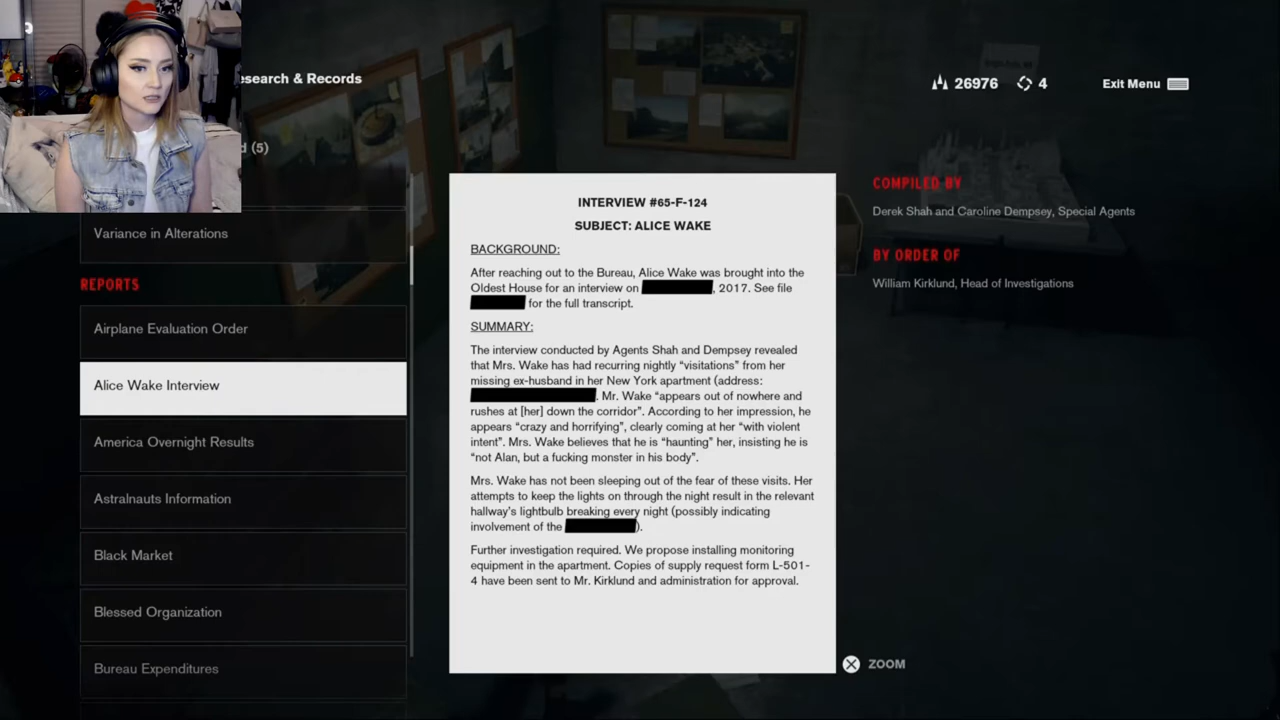 esearch & Records
26976
4
Exit Menu
d (5)
Variance in Alterations
REPORTS
Airplane Evaluation Order
Alice Wake Interview
America Overnight Results
Astralnauts Information
Black Market
Blessed Organization
Bureau Expenditures
INTERVIEW #65-F-124
SUBJECT: ALICE WAKE
BACKGROUND:
After reaching out to the Bureau, Alice Wake was brought into the
Oldest House for an interview on , 2017. See file
for the full transcript.
SUMMARY:
The interview conducted by Agents Shah and Dempsey revealed
that Mrs. Wake has had recurring nightly “visitations” from her
missing ex-husband in her New York apartment (address:
. Mr. Wake “appears out of nowhere and
rushes at [her] down the corridor”. According to her impression, he
appears “crazy and horrifying”, clearly coming at her “with violent
intent”. Mrs. Wake believes that he is “haunting” her, insisting he is
“not Alan, but a fucking monster in his body”.
Mrs. Wake has not been sleeping out of the fear of these visits. Her
attempts to keep the lights on through the night result in the relevant
hallway’s lightbulb breaking every night (possibly indicating
involvement of the ).
Further investigation required. We propose installing monitoring
equipment in the apartment. Copies of supply request form L-501-
4 have been sent to Mr. Kirklund and administration for approval.
COMPILED BY
Derek Shah and Caroline Dempsey, Special Agents
BY ORDER OF
William Kirklund, Head of Investigations
ZOOM